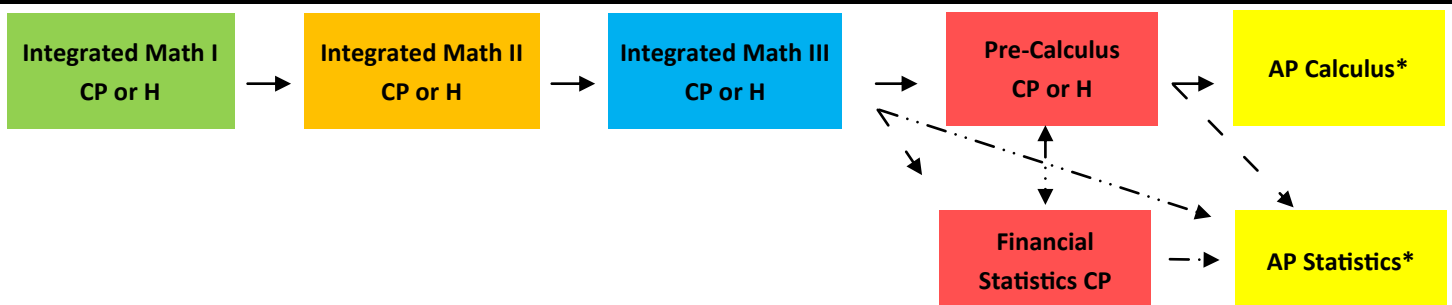 Integrated Math I
CP or H
Integrated Math II
CP or H
Integrated Math III
CP or H
Pre-Calculus
CP or H
AP Calculus*
Financial
Statistics CP
AP Statistics*